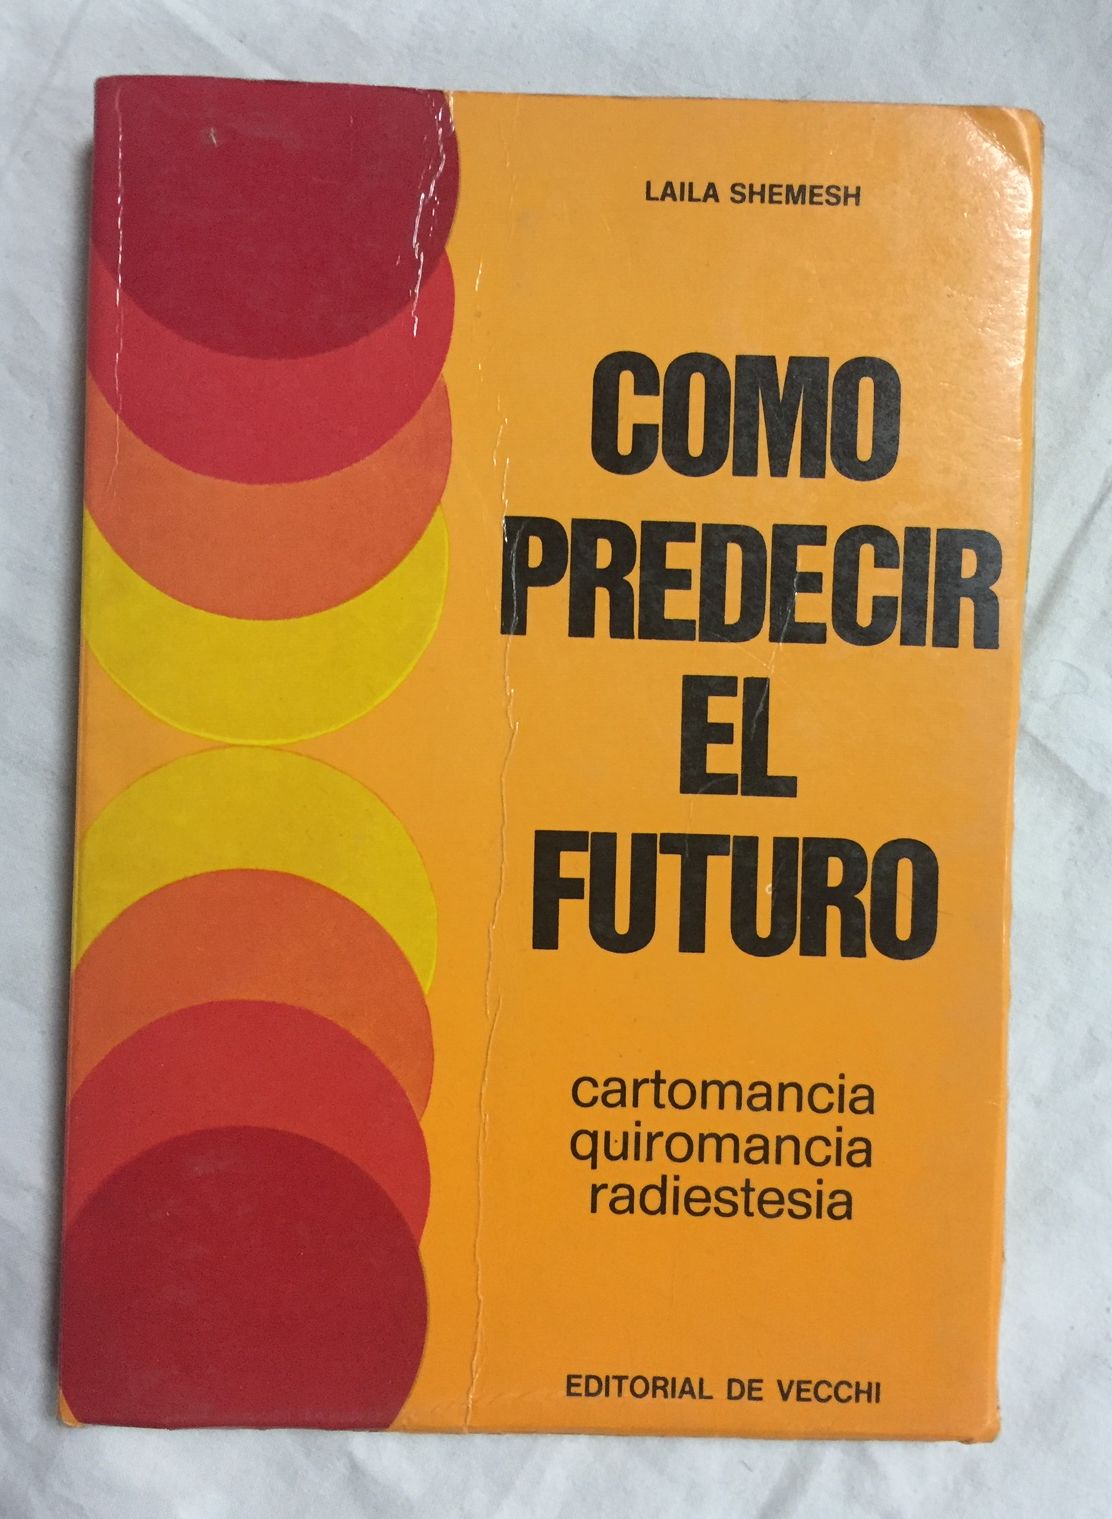 LAILA SHEMESH
COMO
PREDECIR
EL
FUTURO
cartomancia
quiromancia
radiestesia
EDITORIAL DE VECCHI